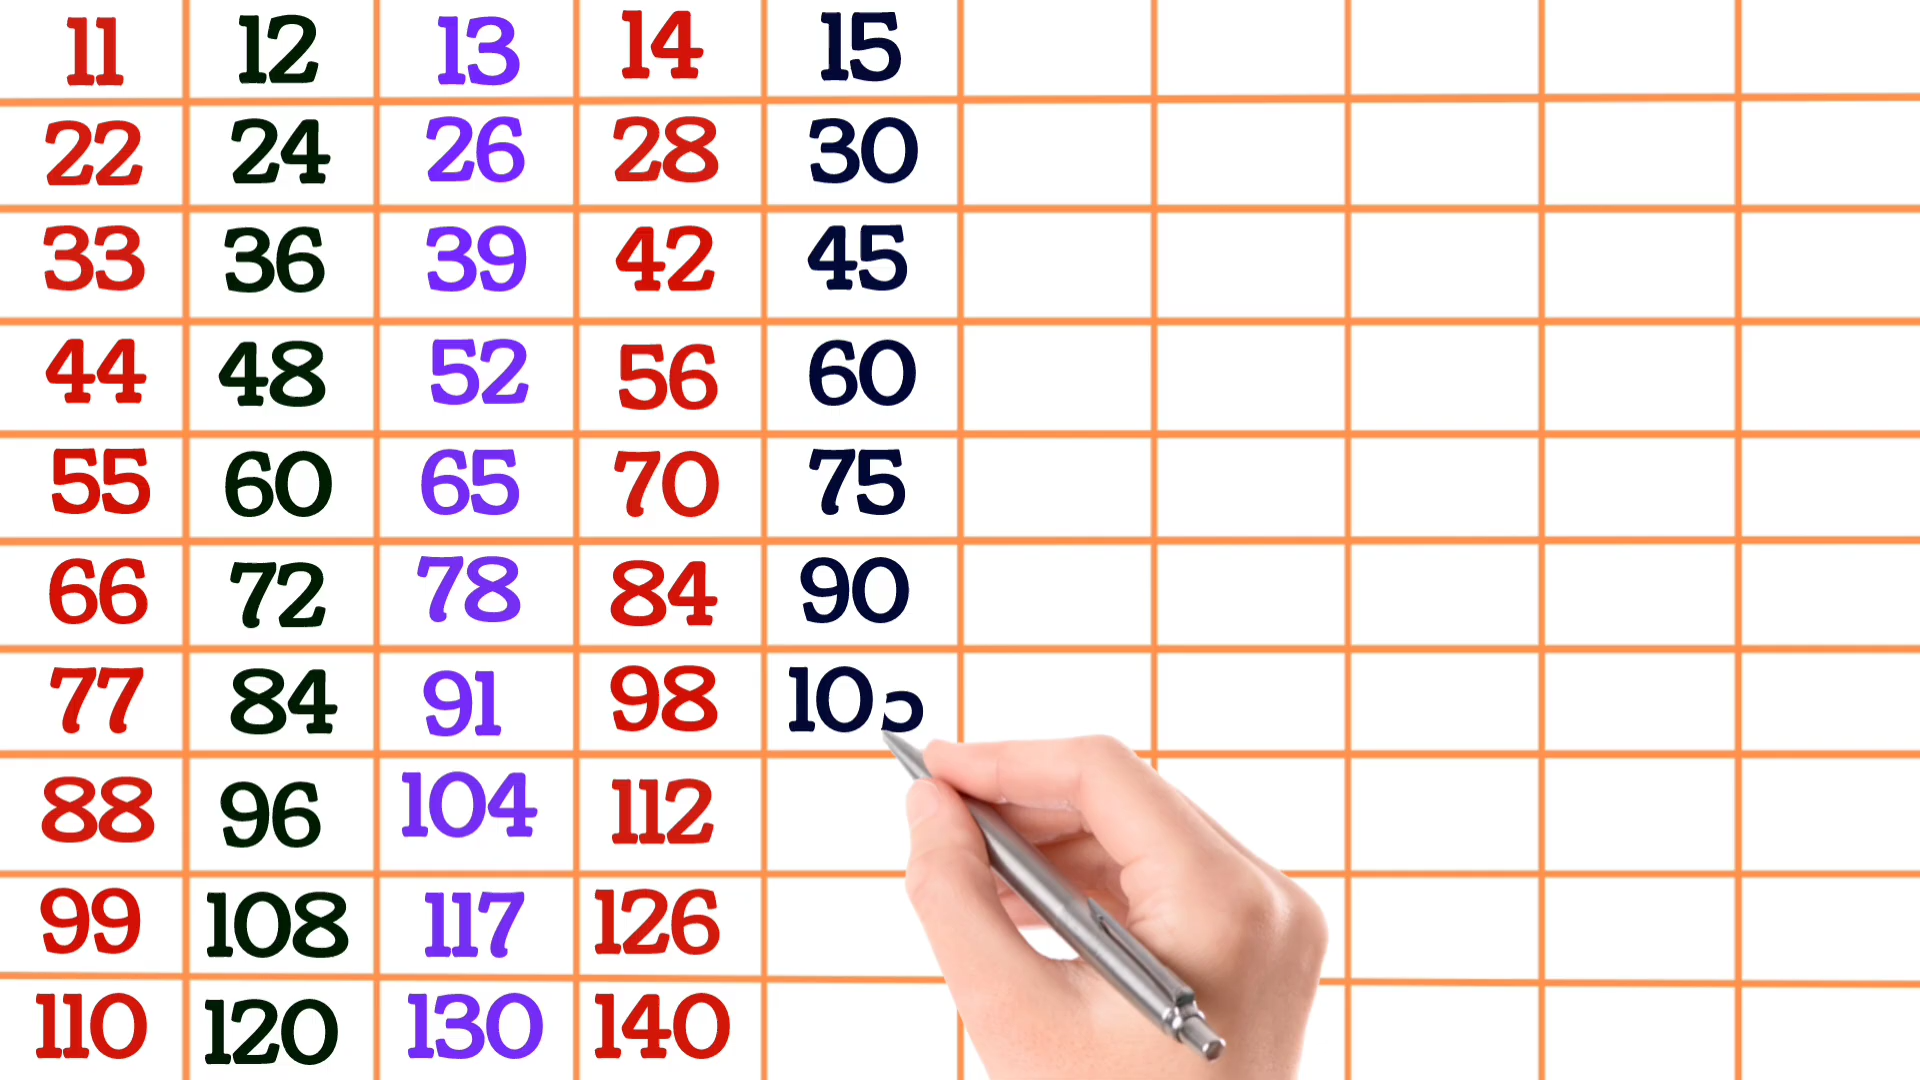 11 12 13 14 15
22 24 26 28 30
33 36 39 42 45
44 48 52 56 60
55 60 65 70 75
66 72 78 84 90
77 84 91 98 10
88 96 104 112
99 108 117 126
110 120 130 140